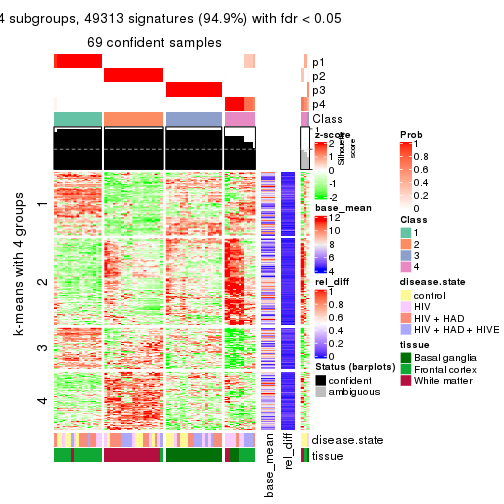 4 subgroups, 49313 signatures (94.9%) with fdr < 0.05
69 confident samples
p1
p2
p3
p4
Class
1
Silhouette
score
k-means with 4 groups
1
2
3
4
base_mean
rel_diff
disease.state
tissue
z-score
2
1
0
-1
-2
base_mean
12
10
8
6
4
rel_diff
1
0.8
0.6
0.4
0.2
0
Status (barplots)
confident
ambiguous
Prob
1
0.8
0.6
0.4
0.2
0
Class
1
2
3
4
disease.state
control
HIV
HIV + HAD
HIV + HAD + HIVE
tissue
Basal ganglia
Frontal cortex
White matter